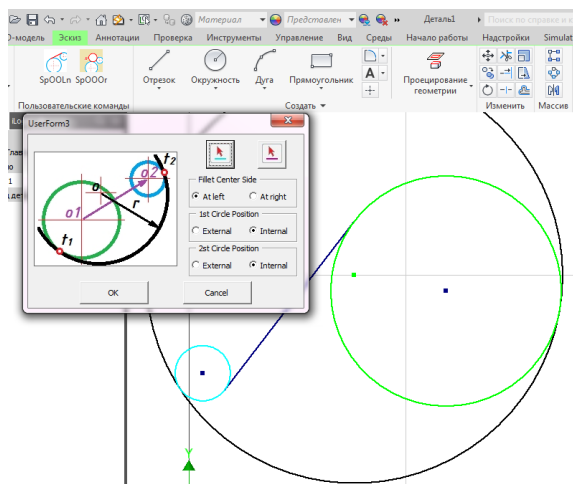 Материал
Представлен
Деталь1
Поиск по справке и к
D-модель Эскиз Аннотации Проверка Инструменты Управление Вид Среды Начало работы Надстройки Simulat
SpOOLn SpOOOr Отрезок Окружность Дуга Прямоугольник Проецирование геометрии
Пользовательские команды Создать Изменить Массив
iLo
UserForm3
Fillet Center Side
At left At right
1st Circle Position
External Internal
2st Circle Position
External Internal
OK Cancel
t2
o2
o
r
o1
t1
Y